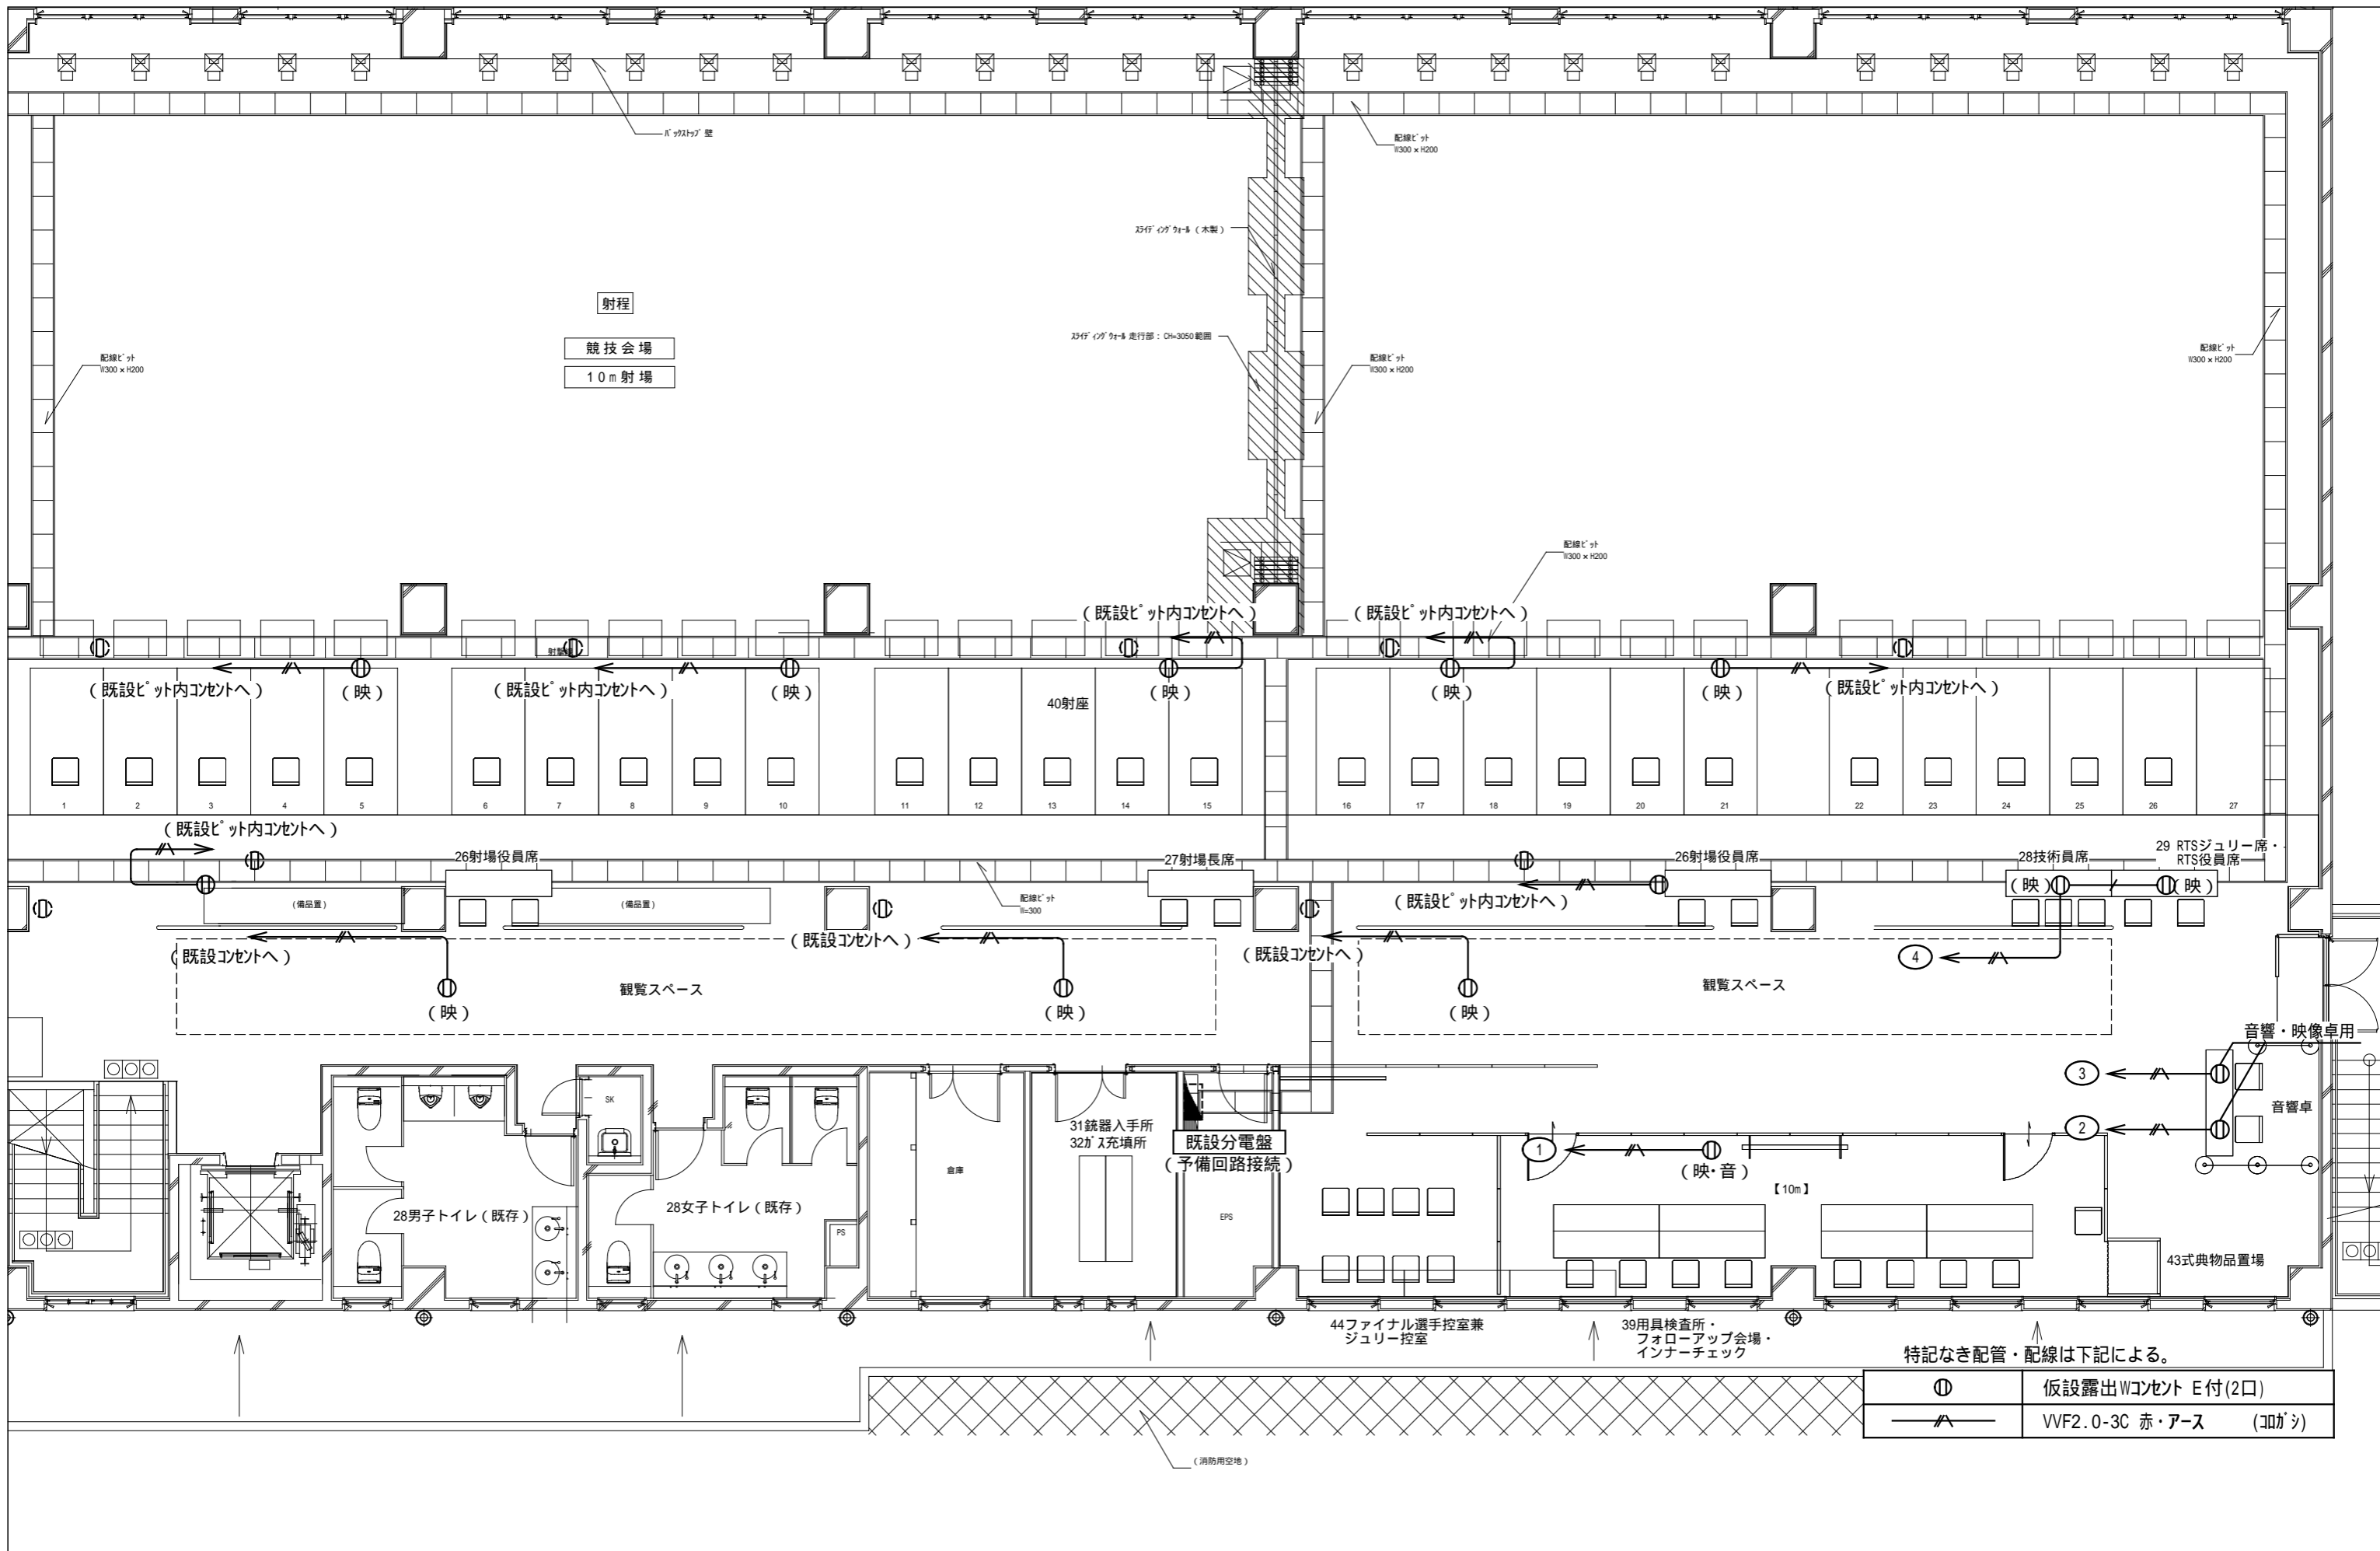 バックストップ壁
配線ピット
W300×H200
スライディングウォール（木製）
射程
競技会場
10m射場
スライディングウォール走行部：CH=3050範囲
配線ピット
W300×H200
配線ピット
W300×H200
配線ピット
W300×H200
配線ピット
W300×H200
（既設ピット内コンセントへ）
（既設ピット内コンセントへ）
射撃線
（既設ピット内コンセントへ）
（映）
（既設ピット内コンセントへ）
（映）
40射座
（映）
（映）
（映）
（既設ピット内コンセントへ）
1 2 3 4 5 6 7 8 9 10 11 12 13 14 15 16 17 18 19 20 21 22 23 24 25 26 27
（既設ピット内コンセントへ）
26射場役員席
27射場長席
26射場役員席
28技術員席
29 RTSジュリー席・
RTS役員席
（備品置）
（備品置）
配線ピット
W=300
（既設ピット内コンセントへ）
（映）
（映）
（既設コンセントへ）
（既設コンセントへ）
（既設コンセントへ）
4
観覧スペース
観覧スペース
（映）
（映）
（映）
音響・映像卓用
3
音響卓
2
SK
31銃器入手所
32ガス充填所
既設分電盤
（予備回路接続）
1
（映・音）
【10m】
倉庫
28男子トイレ（既存）
28女子トイレ（既存）
PS
EPS
43式典物品置場
44ファイナル選手控室兼
ジュリー控室
39用具検査所・
フォローアップ会場・
インナーチェック
特記なき配管・配線は下記による。
仮設露出Wコンセント E付(2口)
VVF2.0-3C 赤・アース (コロガシ)
（消防用空地）